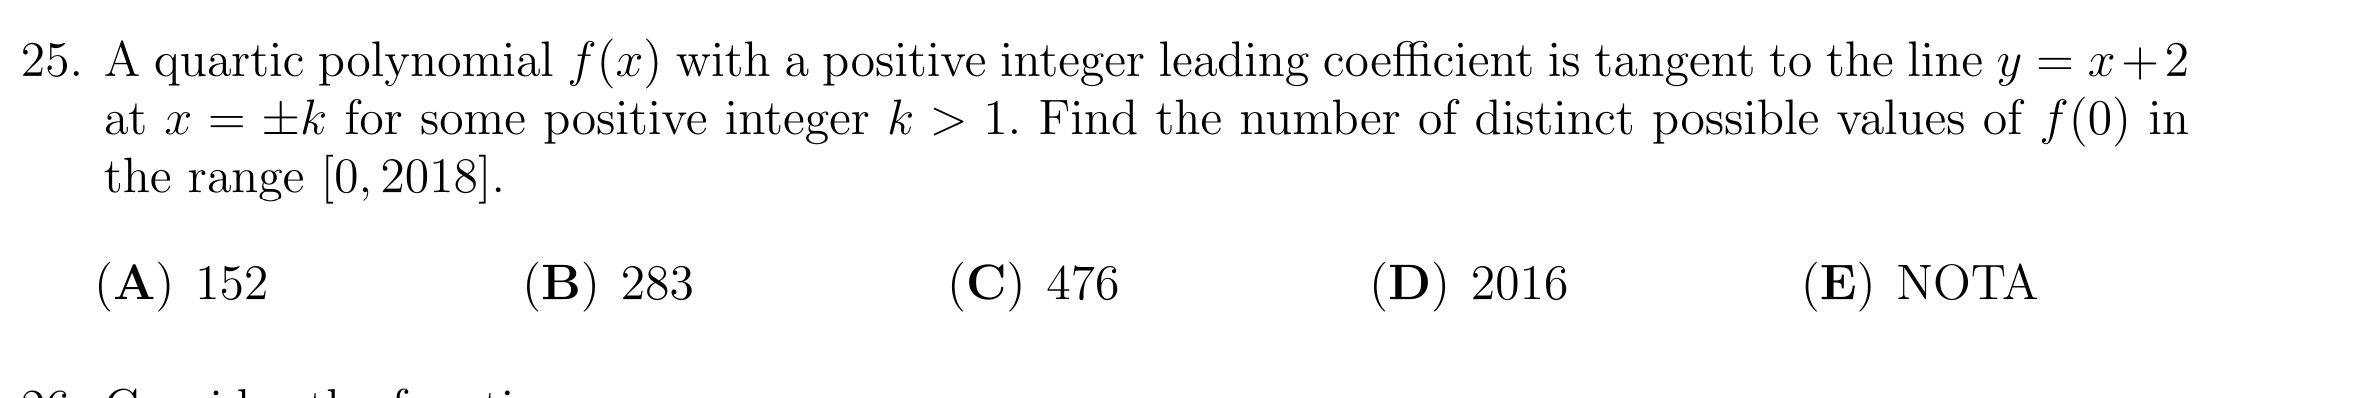 25. A quartic polynomial f(x) with a positive integer leading coefficient is tangent to the line y = x+2
at x = ±k for some positive integer k > 1. Find the number of distinct possible values of f(0) in
the range [0, 2018].
(A) 152 (B) 283 (C) 476 (D) 2016 (E) NOTA